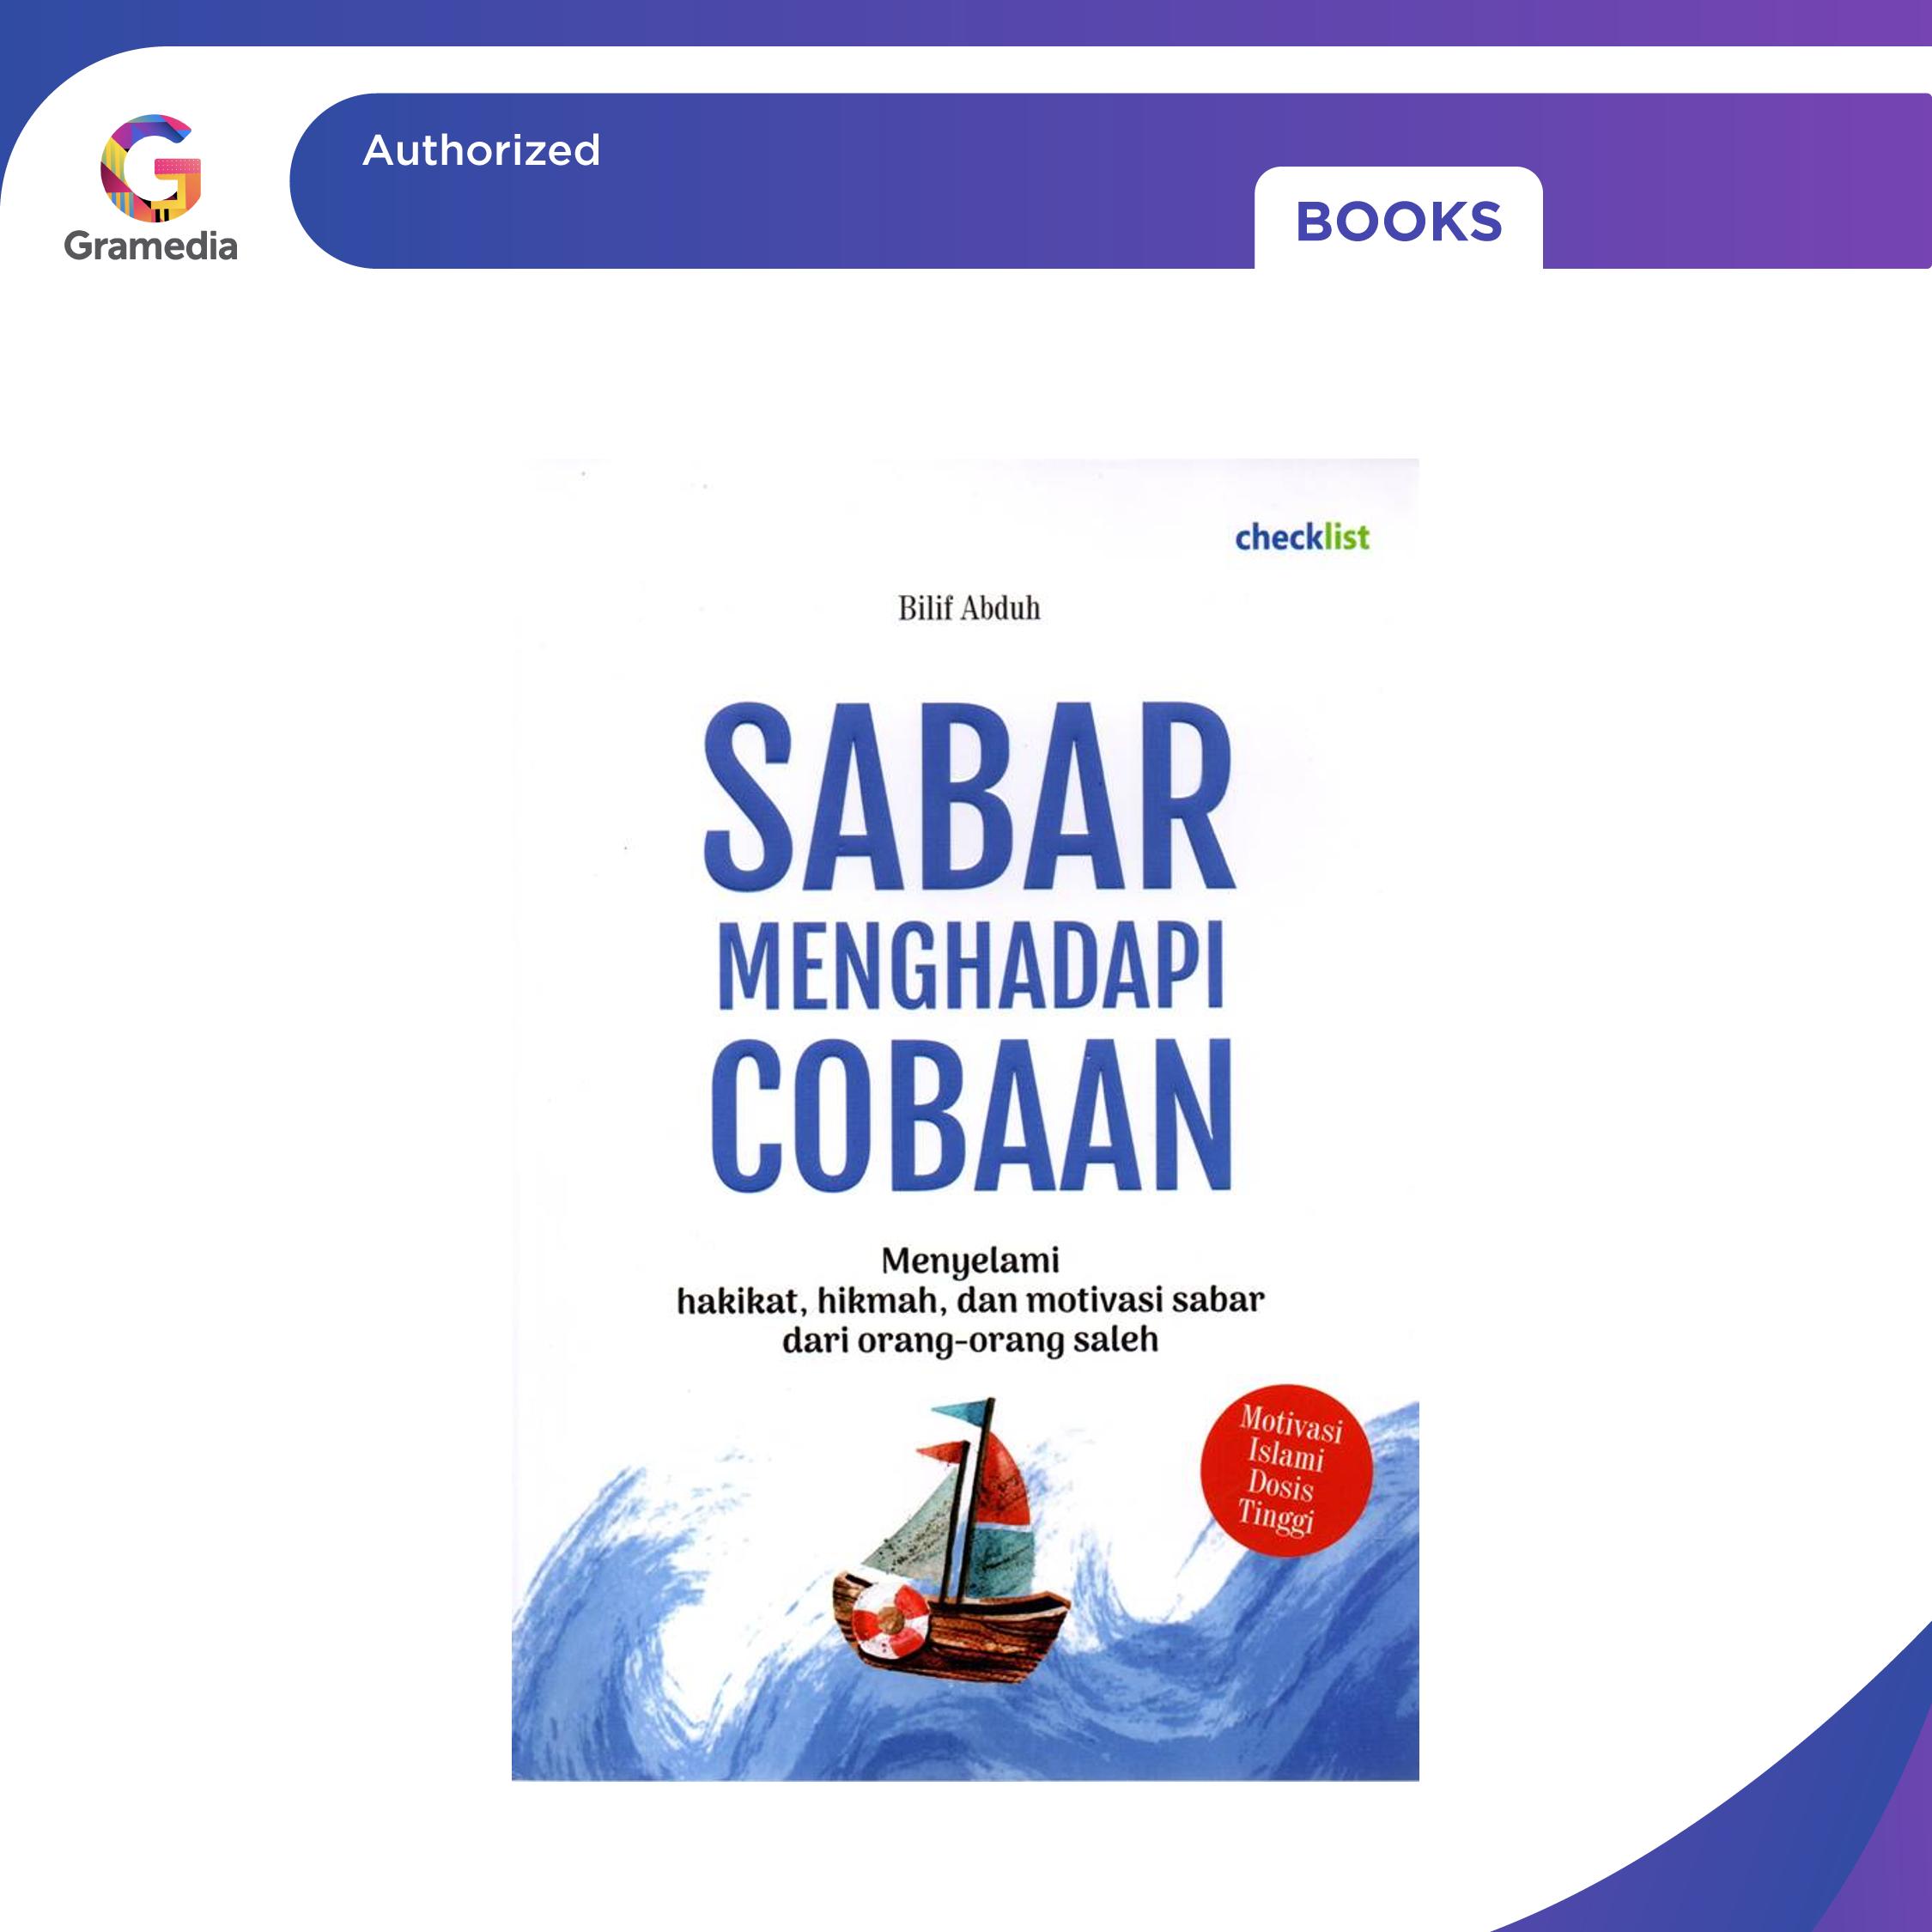 Gramedia
Authorized
BOOKS
checklist
Bilif Abduh
SABAR
MENGHADAPI
COBAAN
Menyelami
hakikat, hikmah, dan motivasi sabar
dari orang-orang saleh
Motivasi
Islami
Dosis
Tinggi